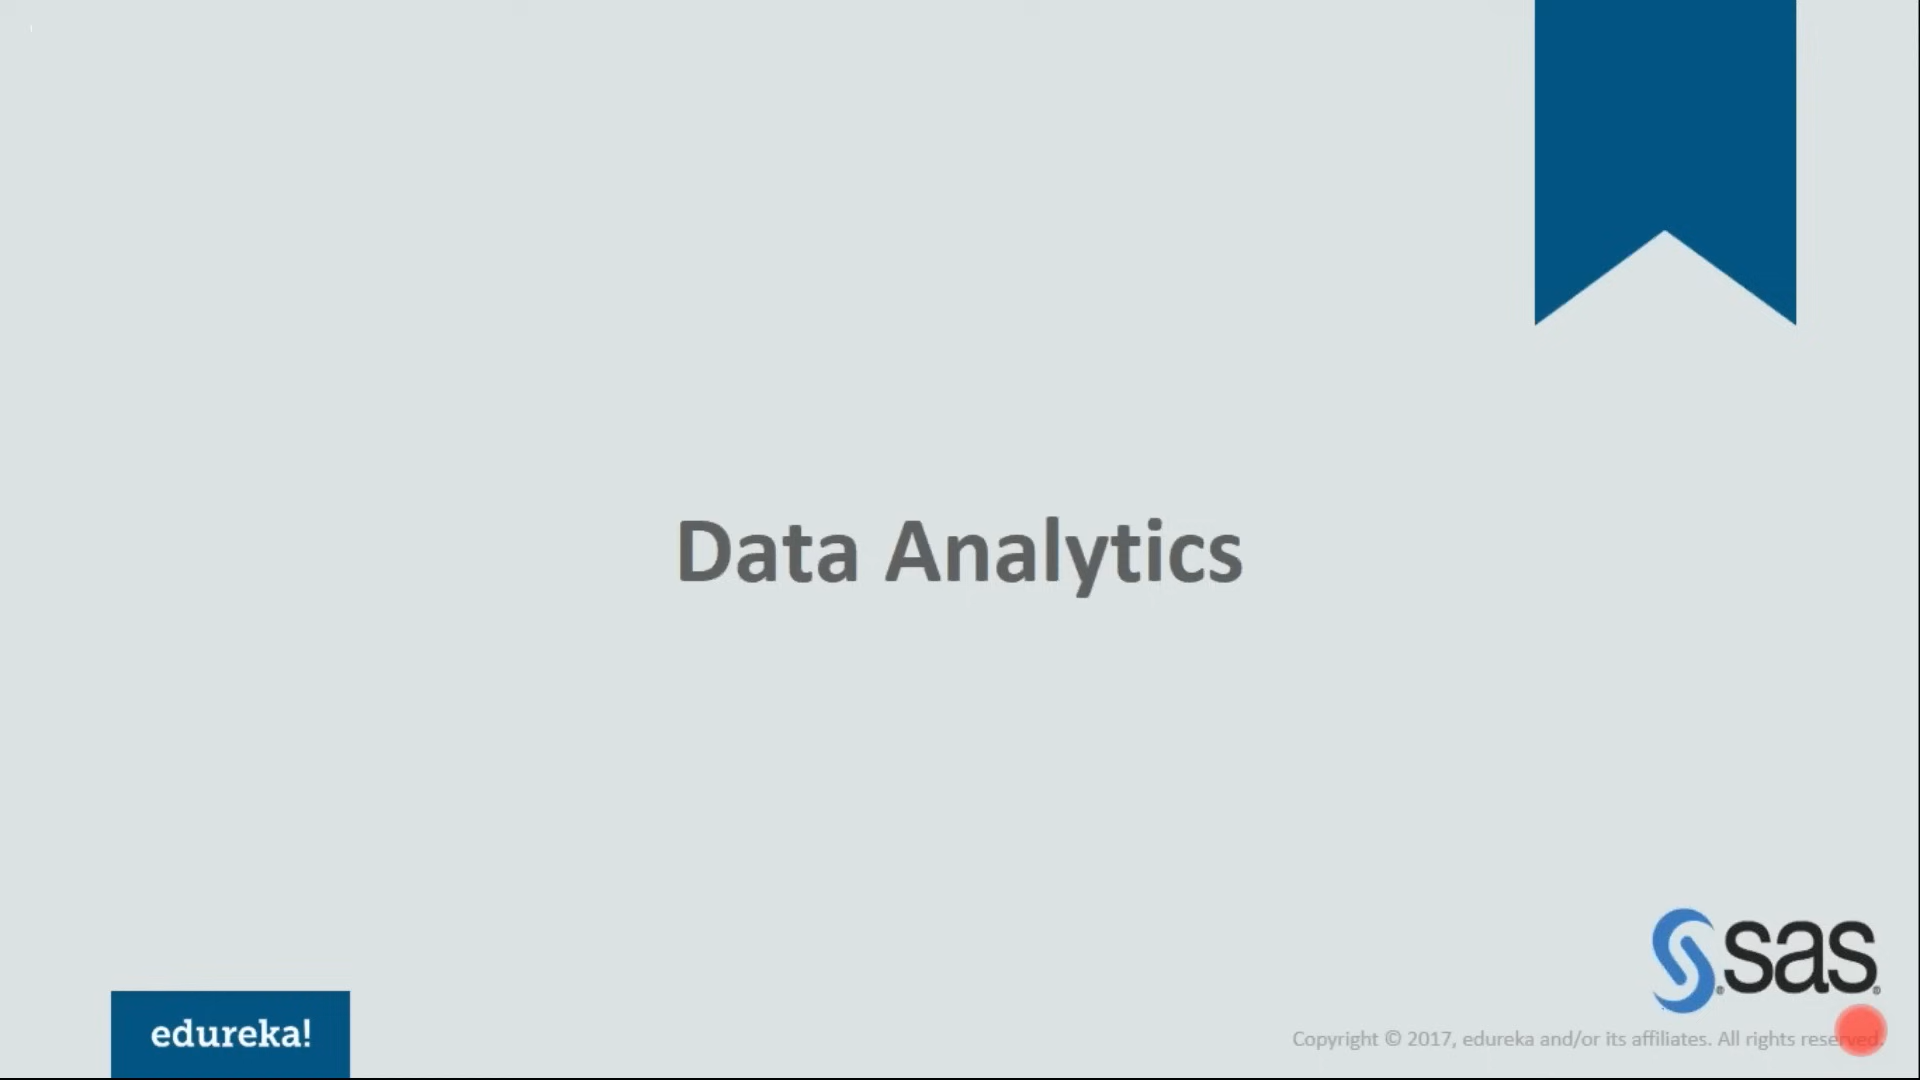 Data Analytics
sas
edureka!
Copyright © 2017, edureka and/or its affiliates. All rights reserved.